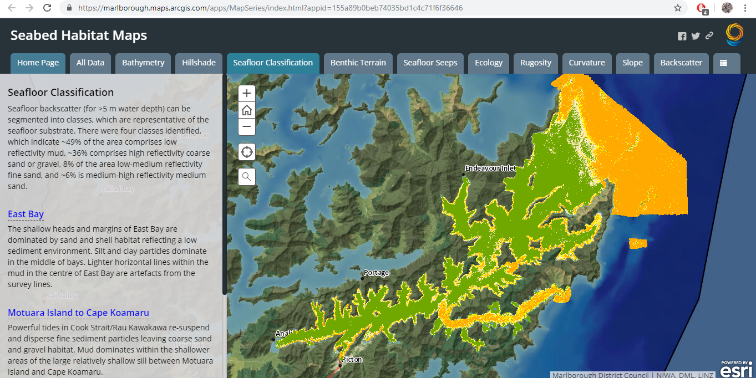 https://marlborough.maps.arcgis.com/apps/MapSeries/index.html?appid=155a89b0beb74035bd1c4c71f6f36646
Seabed Habitat Maps
Home Page
All Data
Bathymetry
Hillshade
Seafloor Classification
Benthic Terrain
Seafloor Seeps
Ecology
Rugosity
Curvature
Slope
Backscatter
Seafloor Classification
Seafloor backscatter (for >5 m water depth) can be
segmented into classes, which are representative of the
seafloor substrate. There were four classes identified,
which indicate ~49% of the area comprises low
reflectivity mud, ~36% comprises high reflectivity coarse
sand or gravel, 8% of the area low-medium reflectivity
fine sand, and ~6% is medium-high reflectivity medium
sand.
East Bay
The shallow heads and margins of East Bay are
dominated by sand and shell habitat reflecting a low
sediment environment. Silt and clay particles dominate
in the middle of bays. Lighter horizontal lines within the
mud in the centre of East Bay are artefacts from the
survey lines.
Motuara Island to Cape Koamaru
Powerful tides in Cook Strait/Rau Kawakawa re-suspend
and disperse fine sediment particles leaving coarse sand
and gravel habitat. Mud dominates within the shallower
areas of the large relatively shallow sill between Motuara
Island and Cape Koamaru.
Endeavour Inlet
Portage
Marlborough District Council | NIWA, DML, LINZ
POWERED BY
esri